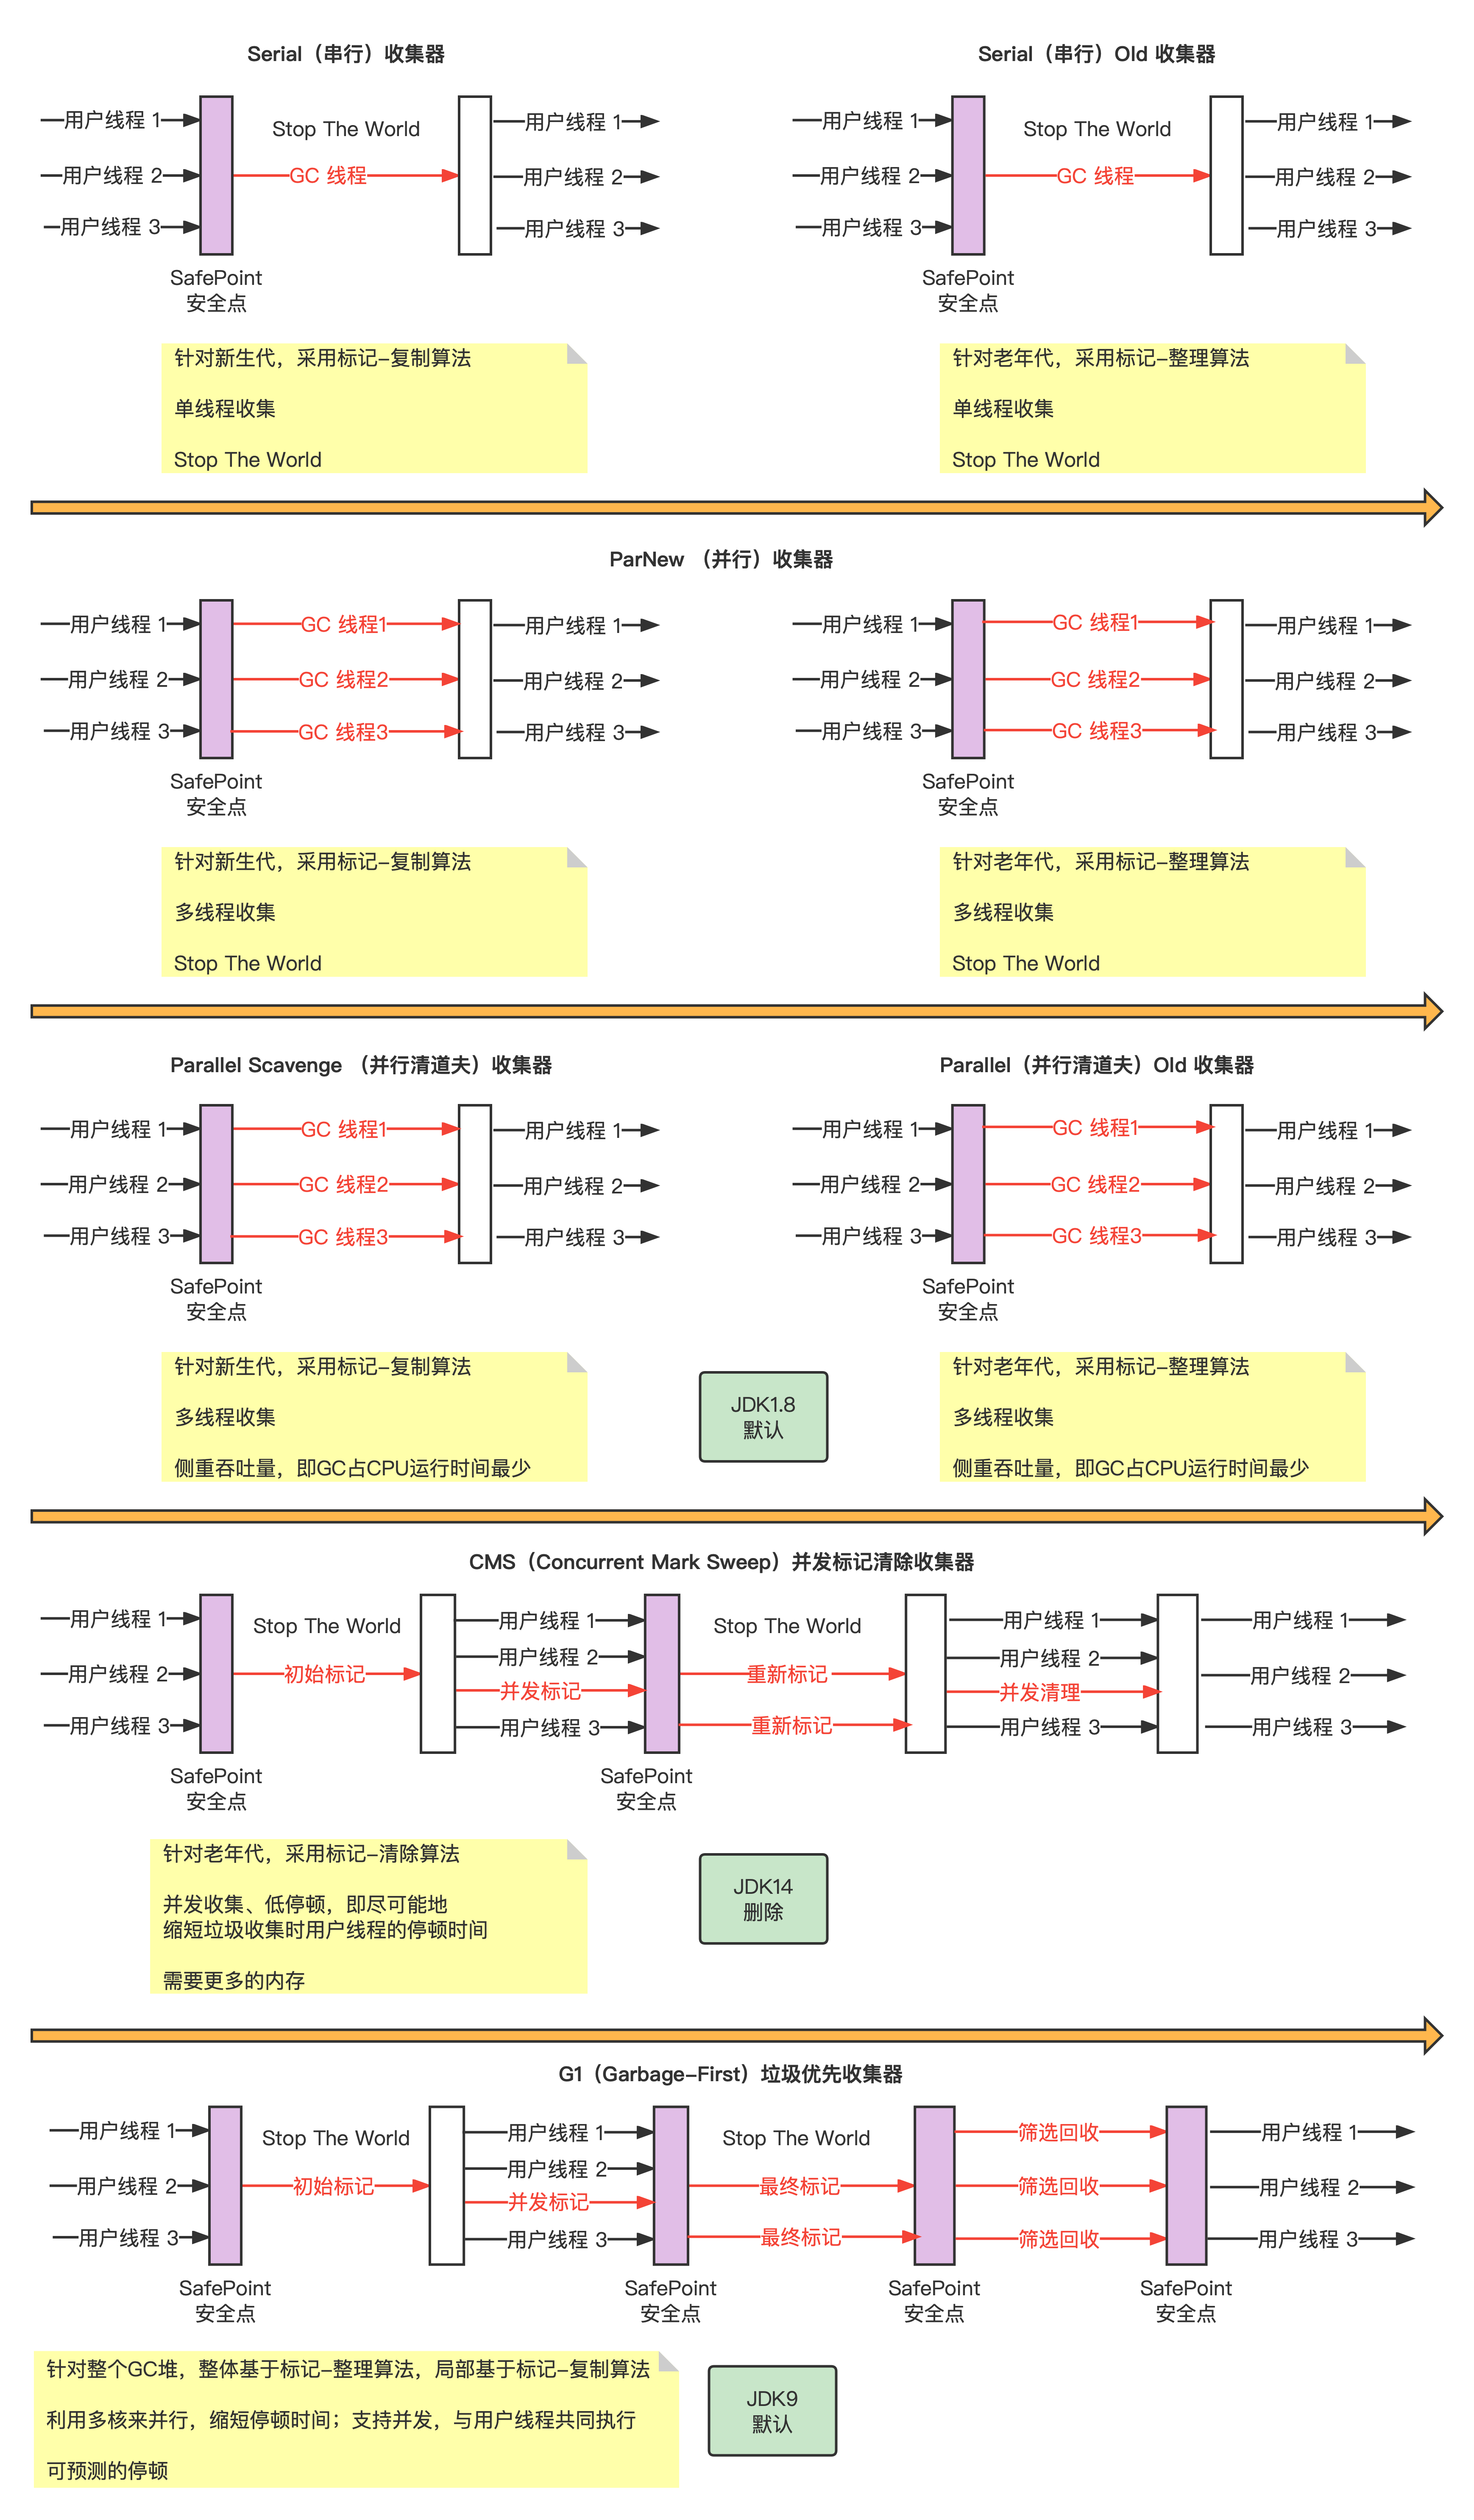 Serial（串行）收集器
Serial（串行）Old 收集器
用户线程 1
Stop The World
用户线程 1
用户线程 2
GC 线程
用户线程 2
用户线程 3
用户线程 3
SafePoint
安全点
用户线程 1
Stop The World
用户线程 1
用户线程 2
GC 线程
用户线程 2
用户线程 3
用户线程 3
SafePoint
安全点
针对新生代，采用标记-复制算法
单线程收集
Stop The World
针对老年代，采用标记-整理算法
单线程收集
Stop The World
ParNew （并行）收集器
用户线程 1
GC 线程1
用户线程 1
用户线程 2
GC 线程2
用户线程 2
用户线程 3
GC 线程3
用户线程 3
SafePoint
安全点
用户线程 1
GC 线程1
用户线程 1
用户线程 2
GC 线程2
用户线程 2
用户线程 3
GC 线程3
用户线程 3
SafePoint
安全点
针对新生代，采用标记-复制算法
多线程收集
Stop The World
针对老年代，采用标记-整理算法
多线程收集
Stop The World
Parallel Scavenge （并行清道夫）收集器
Parallel（并行清道夫）Old 收集器
用户线程 1
GC 线程1
用户线程 1
用户线程 2
GC 线程2
用户线程 2
用户线程 3
GC 线程3
用户线程 3
SafePoint
安全点
用户线程 1
GC 线程1
用户线程 1
用户线程 2
GC 线程2
用户线程 2
用户线程 3
GC 线程3
用户线程 3
SafePoint
安全点
针对新生代，采用标记-复制算法
多线程收集
侧重吞吐量，即GC占CPU运行时间最少
JDK1.8
默认
针对老年代，采用标记-整理算法
多线程收集
侧重吞吐量，即GC占CPU运行时间最少
CMS（Concurrent Mark Sweep）并发标记清除收集器
用户线程 1
用户线程 2
用户线程 3
SafePoint
安全点
Stop The World
初始标记
用户线程 1
用户线程 2
并发标记
用户线程 3
SafePoint
安全点
Stop The World
重新标记
重新标记
用户线程 1
用户线程 2
并发清理
用户线程 3
用户线程 1
用户线程 2
用户线程 3
针对老年代，采用标记-清除算法
并发收集、低停顿，即尽可能地
缩短垃圾收集时用户线程的停顿时间
需要更多的内存
JDK14
删除
G1（Garbage-First）垃圾优先收集器
用户线程 1
用户线程 2
用户线程 3
SafePoint
安全点
Stop The World
初始标记
用户线程 1
用户线程 2
并发标记
用户线程 3
SafePoint
安全点
Stop The World
最终标记
最终标记
SafePoint
安全点
筛选回收
筛选回收
筛选回收
SafePoint
安全点
用户线程 1
用户线程 2
用户线程 3
针对整个GC堆，整体基于标记-整理算法，局部基于标记-复制算法
利用多核来并行，缩短停顿时间；支持并发，与用户线程共同执行
可预测的停顿
JDK9
默认